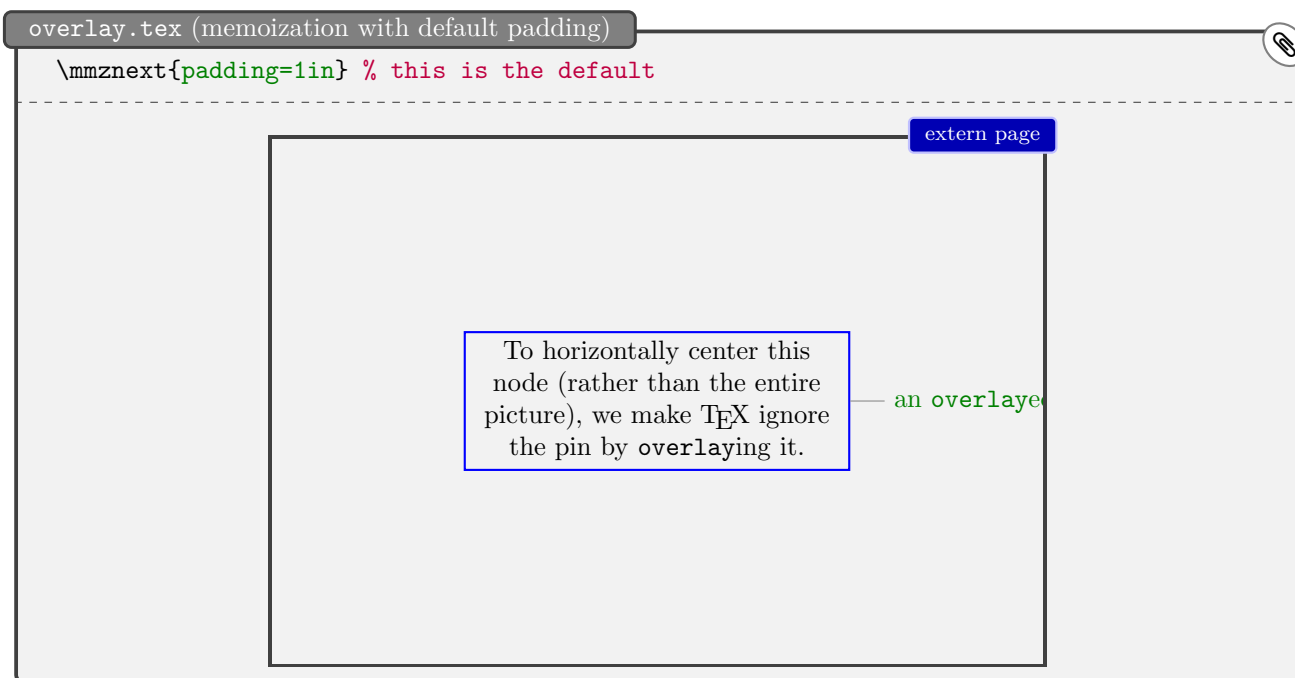 overlay.tex (memoization with default padding)
\mmznext{padding=1in} % this is the default
extern page
To horizontally center this
node (rather than the entire
picture), we make TEX ignore
the pin by overlaying it.
an overlaye